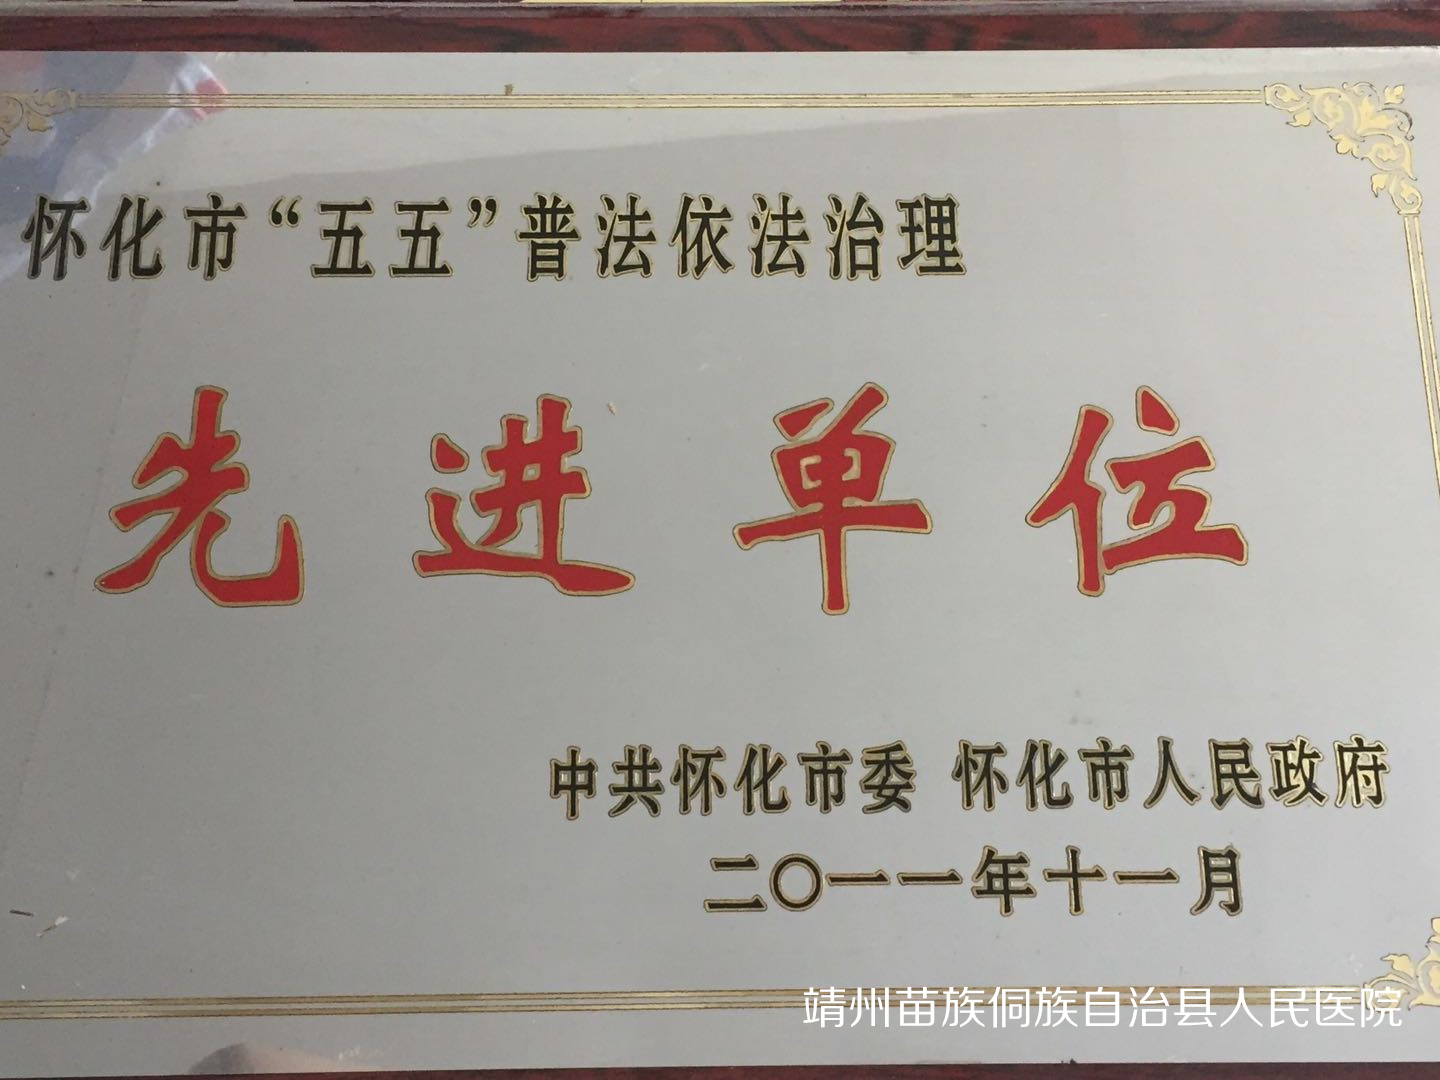 怀化市“五五”普法依法治理
先进单位
中共怀化市委 怀化市人民政府
二〇一一年十一月
靖州苗族侗族自治县人民医院